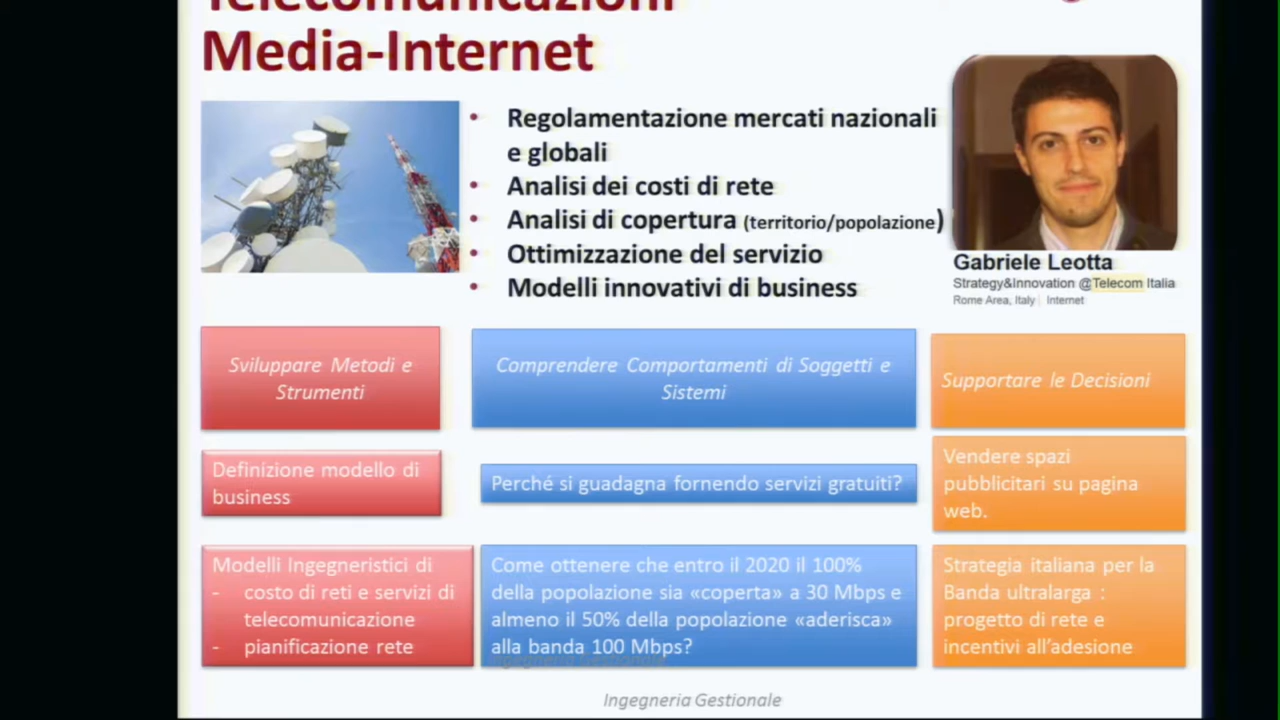 Telecomunicazioni
Media-Internet
• Regolamentazione mercati nazionali
e globali
• Analisi dei costi di rete
• Analisi di copertura (territorio/popolazione)
• Ottimizzazione del servizio
• Modelli innovativi di business
Gabriele Leotta
Strategy&Innovation @Telecom Italia
Rome Area, Italy | Internet
Sviluppare Metodi e
Strumenti
Comprendere Comportamenti di Soggetti e
Sistemi
Supportare le Decisioni
Definizione modello di
business
Perché si guadagna fornendo servizi gratuiti?
Vendere spazi
pubblicitari su pagina
web.
Modelli Ingegneristici di
- costo di reti e servizi di
telecomunicazione
- pianificazione rete
Come ottenere che entro il 2020 il 100%
della popolazione sia «coperta» a 30 Mbps e
almeno il 50% della popolazione «aderisca»
alla banda 100 Mbps?
Strategia italiana per la
Banda ultralarga :
progetto di rete e
incentivi all’adesione
Ingegneria Gestionale